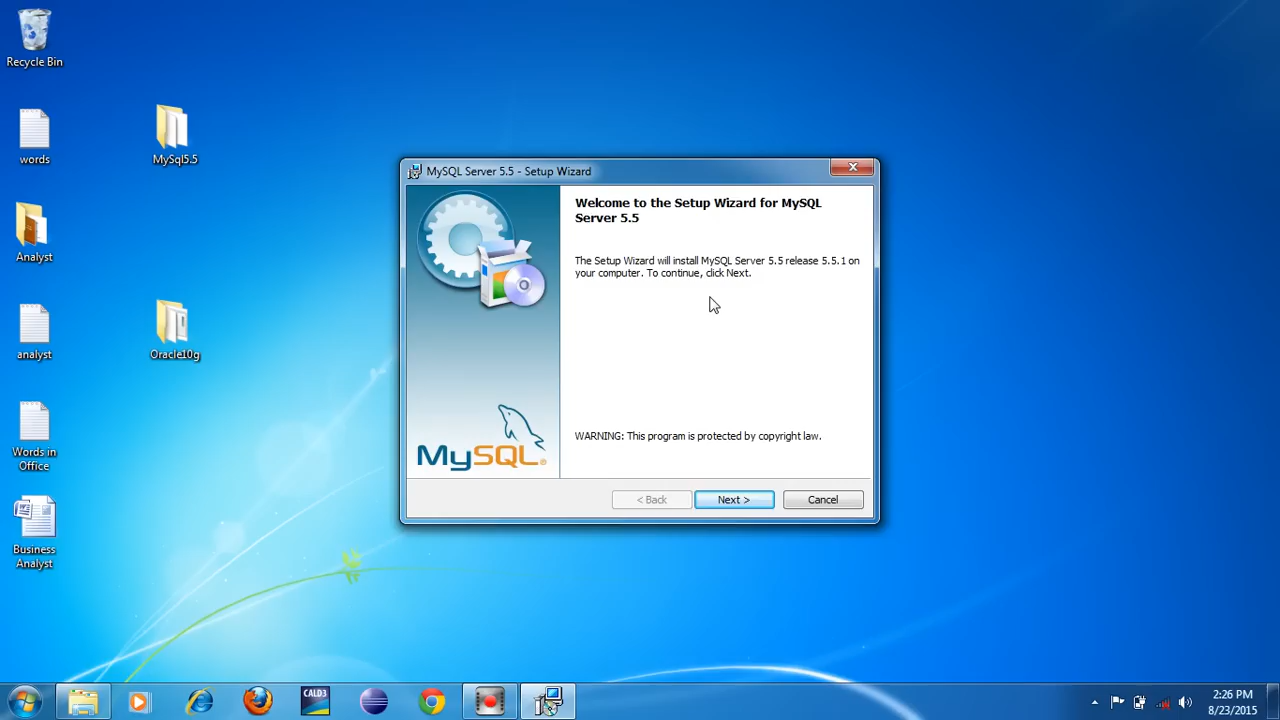 Recycle Bin
words
MySql5.5
Analyst
analyst
Oracle10g
Words in
Office
Business
Analyst
MySQL Server 5.5 - Setup Wizard
Welcome to the Setup Wizard for MySQL
Server 5.5
The Setup Wizard will install MySQL Server 5.5 release 5.5.1 on
your computer. To continue, click Next.
WARNING: This program is protected by copyright law.
MySQL®
< Back
Next >
Cancel
CALD3
2:26 PM
8/23/2015